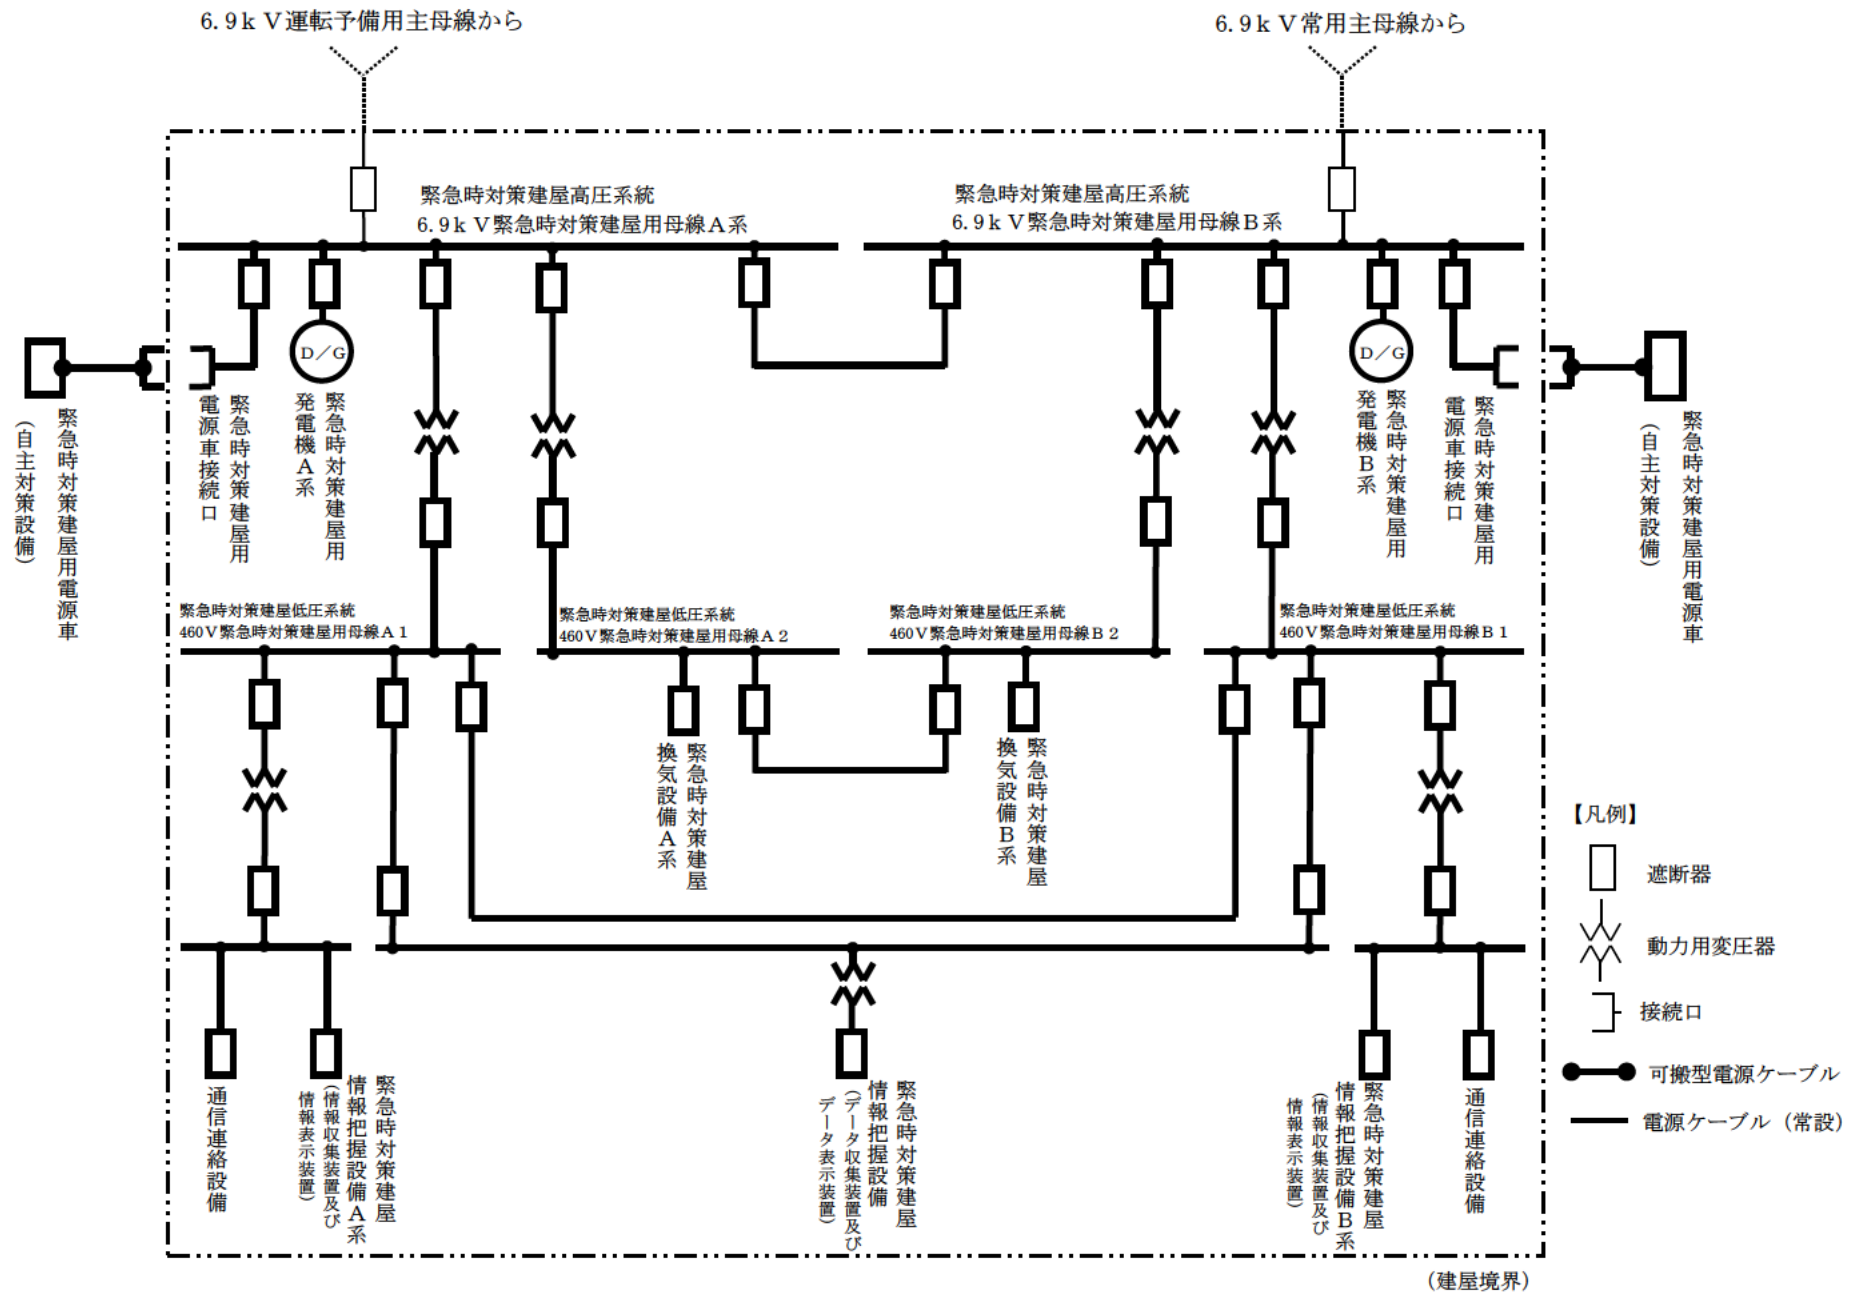 6.9kV運転予備用主母線から
6.9kV常用主母線から
緊急時対策建屋高圧系統
6.9kV緊急時対策建屋用母線A系
緊急時対策建屋高圧系統
6.9kV緊急時対策建屋用母線B系
D/G
D/G
緊急時対策建屋用電源車
(自主対策設備)
緊急時対策建屋用
電源車接続口
緊急時対策建屋用
発電機A系
緊急時対策建屋用
発電機B系
緊急時対策建屋用
電源車接続口
緊急時対策建屋用電源車
(自主対策設備)
緊急時対策建屋低圧系統
460V緊急時対策建屋用母線A1
緊急時対策建屋低圧系統
460V緊急時対策建屋用母線A2
緊急時対策建屋低圧系統
460V緊急時対策建屋用母線B2
緊急時対策建屋低圧系統
460V緊急時対策建屋用母線B1
緊急時対策建屋
換気設備A系
緊急時対策建屋
換気設備B系
通信連絡設備
緊急時対策建屋
情報把握設備A系
(情報収集装置及び
情報表示装置)
緊急時対策建屋
情報把握設備
(データ収集装置及び
データ表示装置)
緊急時対策建屋
情報把握設備B系
(情報収集装置及び
情報表示装置)
通信連絡設備
【凡例】
遮断器
動力用変圧器
接続口
可搬型電源ケーブル
電源ケーブル(常設)
(建屋境界)